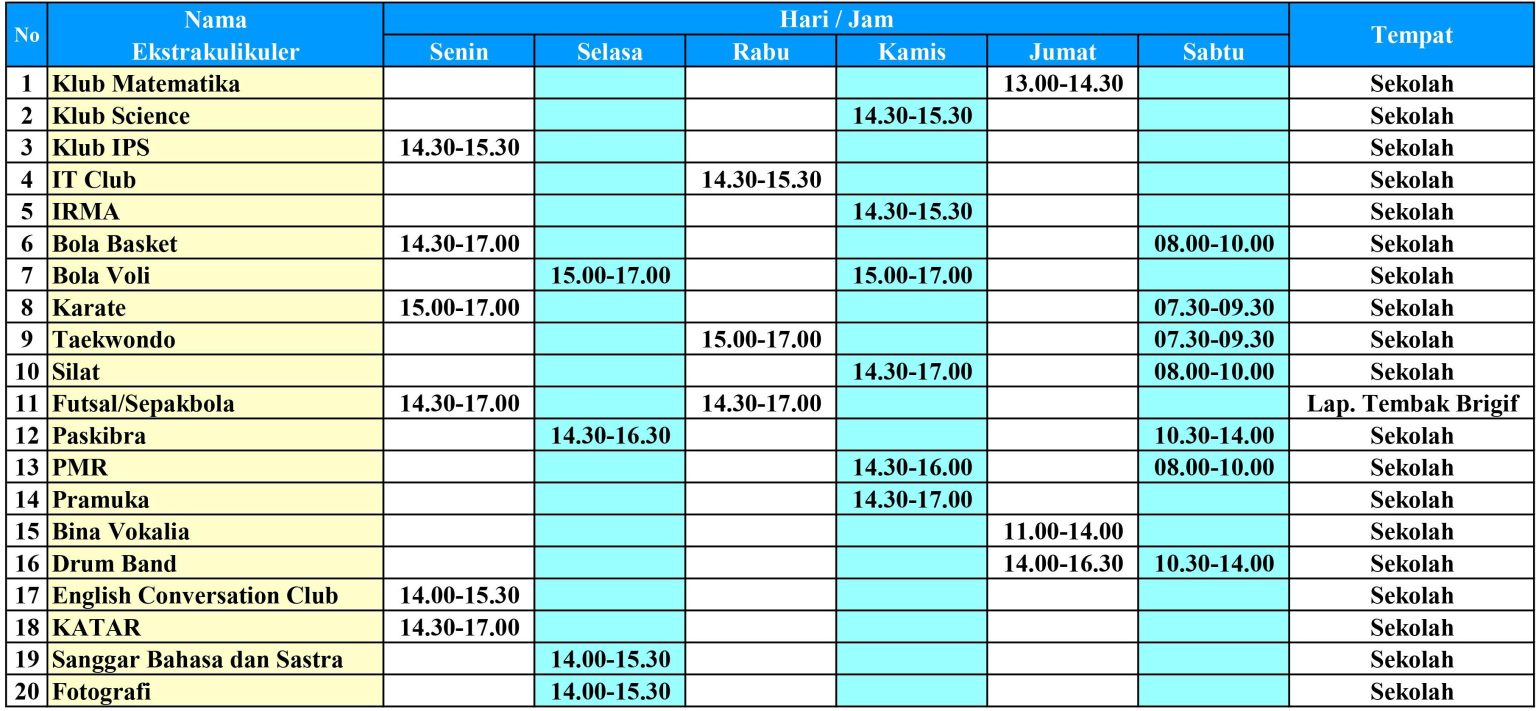 No Nama Ekstrakulikuler Hari / Jam Tempat
Senin Selasa Rabu Kamis Jumat Sabtu
1 Klub Matematika 13.00-14.30 Sekolah
2 Klub Science 14.30-15.30 Sekolah
3 Klub IPS 14.30-15.30 Sekolah
4 IT Club 14.30-15.30 Sekolah
5 IRMA 14.30-15.30 Sekolah
6 Bola Basket 14.30-17.00 08.00-10.00 Sekolah
7 Bola Voli 15.00-17.00 15.00-17.00 Sekolah
8 Karate 15.00-17.00 07.30-09.30 Sekolah
9 Taekwondo 15.00-17.00 07.30-09.30 Sekolah
10 Silat 14.30-17.00 08.00-10.00 Sekolah
11 Futsal/Sepakbola 14.30-17.00 14.30-17.00 Lap. Tembak Brigif
12 Paskibra 14.30-16.30 10.30-14.00 Sekolah
13 PMR 14.30-16.00 08.00-10.00 Sekolah
14 Pramuka 14.30-17.00 Sekolah
15 Bina Vokalia 11.00-14.00 Sekolah
16 Drum Band 14.00-16.30 10.30-14.00 Sekolah
17 English Conversation Club 14.00-15.30 Sekolah
18 KATAR 14.30-17.00 Sekolah
19 Sanggar Bahasa dan Sastra 14.00-15.30 Sekolah
20 Fotografi 14.00-15.30 Sekolah